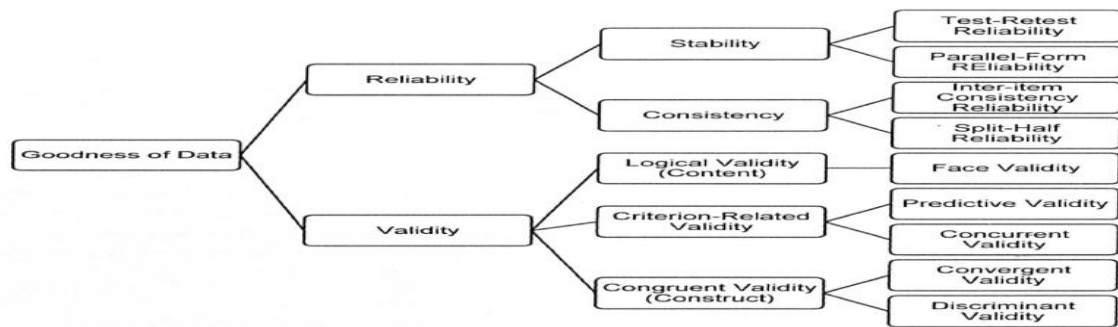 Goodness of Data
Reliability
Validity
Stability
Consistency
Logical Validity
(Content)
Criterion-Related
Validity
Congruent Validity
(Construct)
Test-Retest
Reliability
Parallel-Form
REliability
Inter-item
Consistency
Reliability
Split-Half
Reliability
Face Validity
Predictive Validity
Concurrent
Validity
Convergent
Validity
Discriminant
Validity